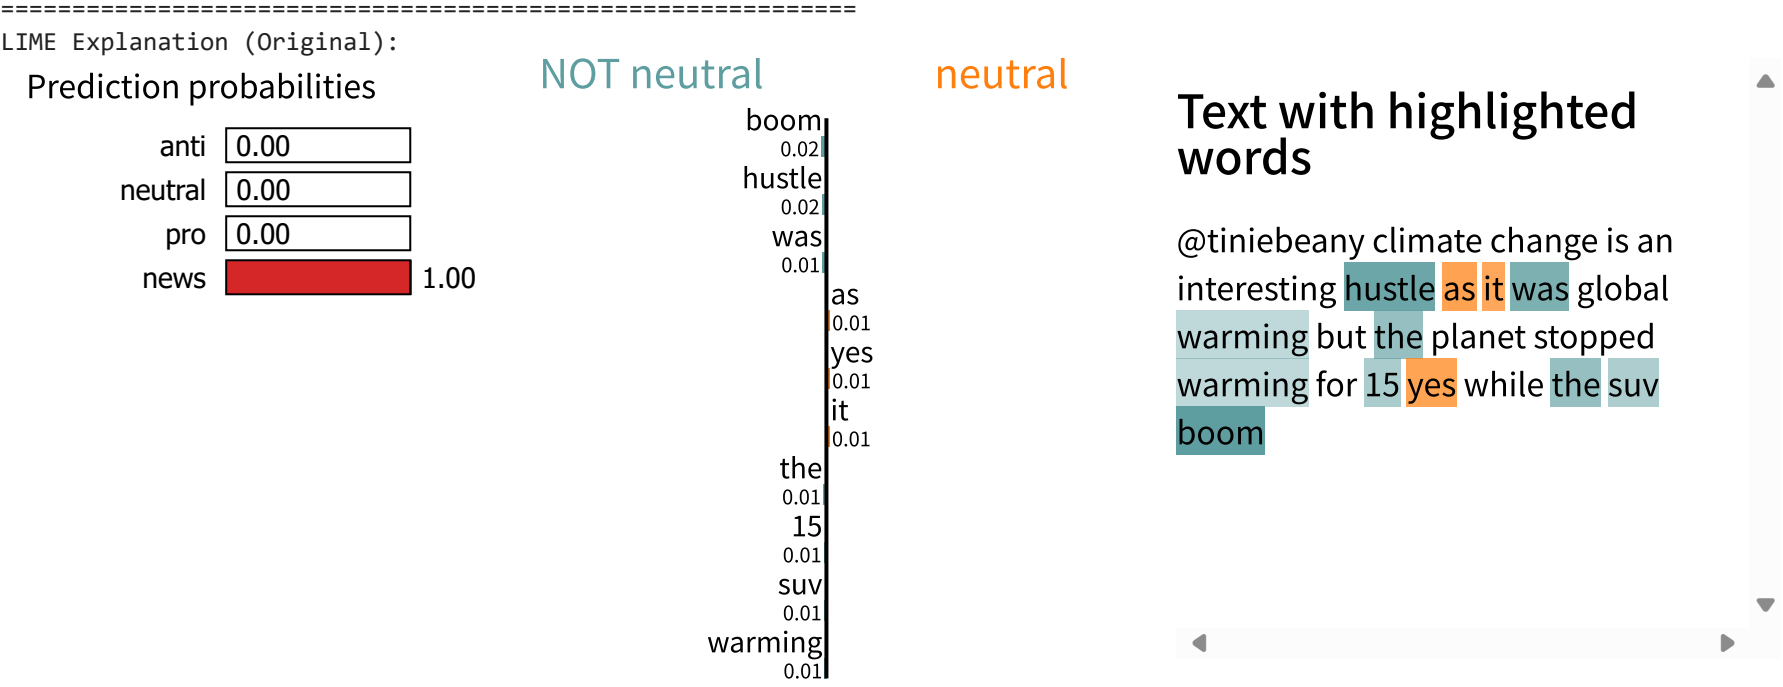 =========================================================
LIME Explanation (Original):
Prediction probabilities
anti 0.00
neutral 0.00
pro 0.00
news 1.00
NOT neutral neutral
boom
0.02
hustle
0.02
was
0.01
as
0.01
yes
0.01
it
0.01
the
0.01
15
0.01
suv
0.01
warming
0.01
Text with highlighted
words
@tiniebeany climate change is an
interesting hustle as it was global
warming but the planet stopped
warming for 15 yes while the suv
boom